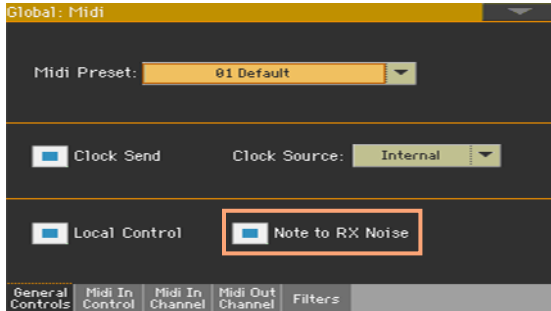 Global: Midi
Midi Preset: 01 Default
Clock Send Clock Source: Internal
Local Control Note to RX Noise
General Controls Midi In Control Midi In Channel Midi Out Channel Filters